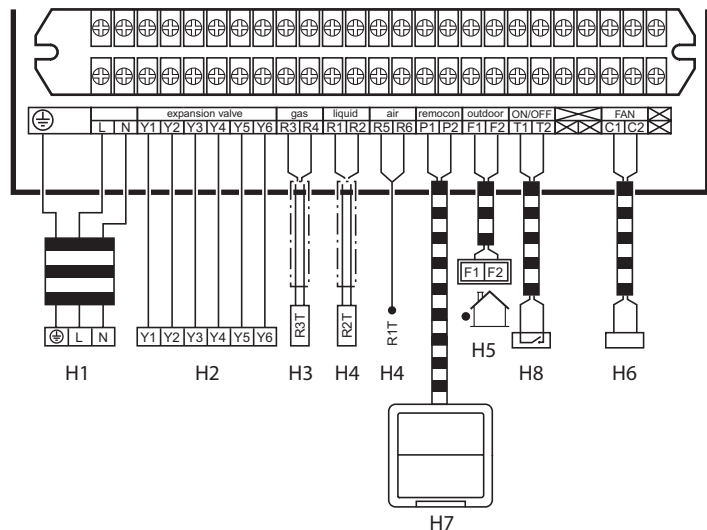 expansion valve gas liquid air remocon outdoor ON/OFF FAN
L N Y1 Y2 Y3 Y4 Y5 Y6 R3 R4 R1 R2 R5 R6 P1 P2 F1 F2 T1 T2 C1 C2
F1 F2
R3T R2T R1T
L N Y1 Y2 Y3 Y4 Y5 Y6
H5
H1 H2 H3 H4 H4 H8 H6
H7